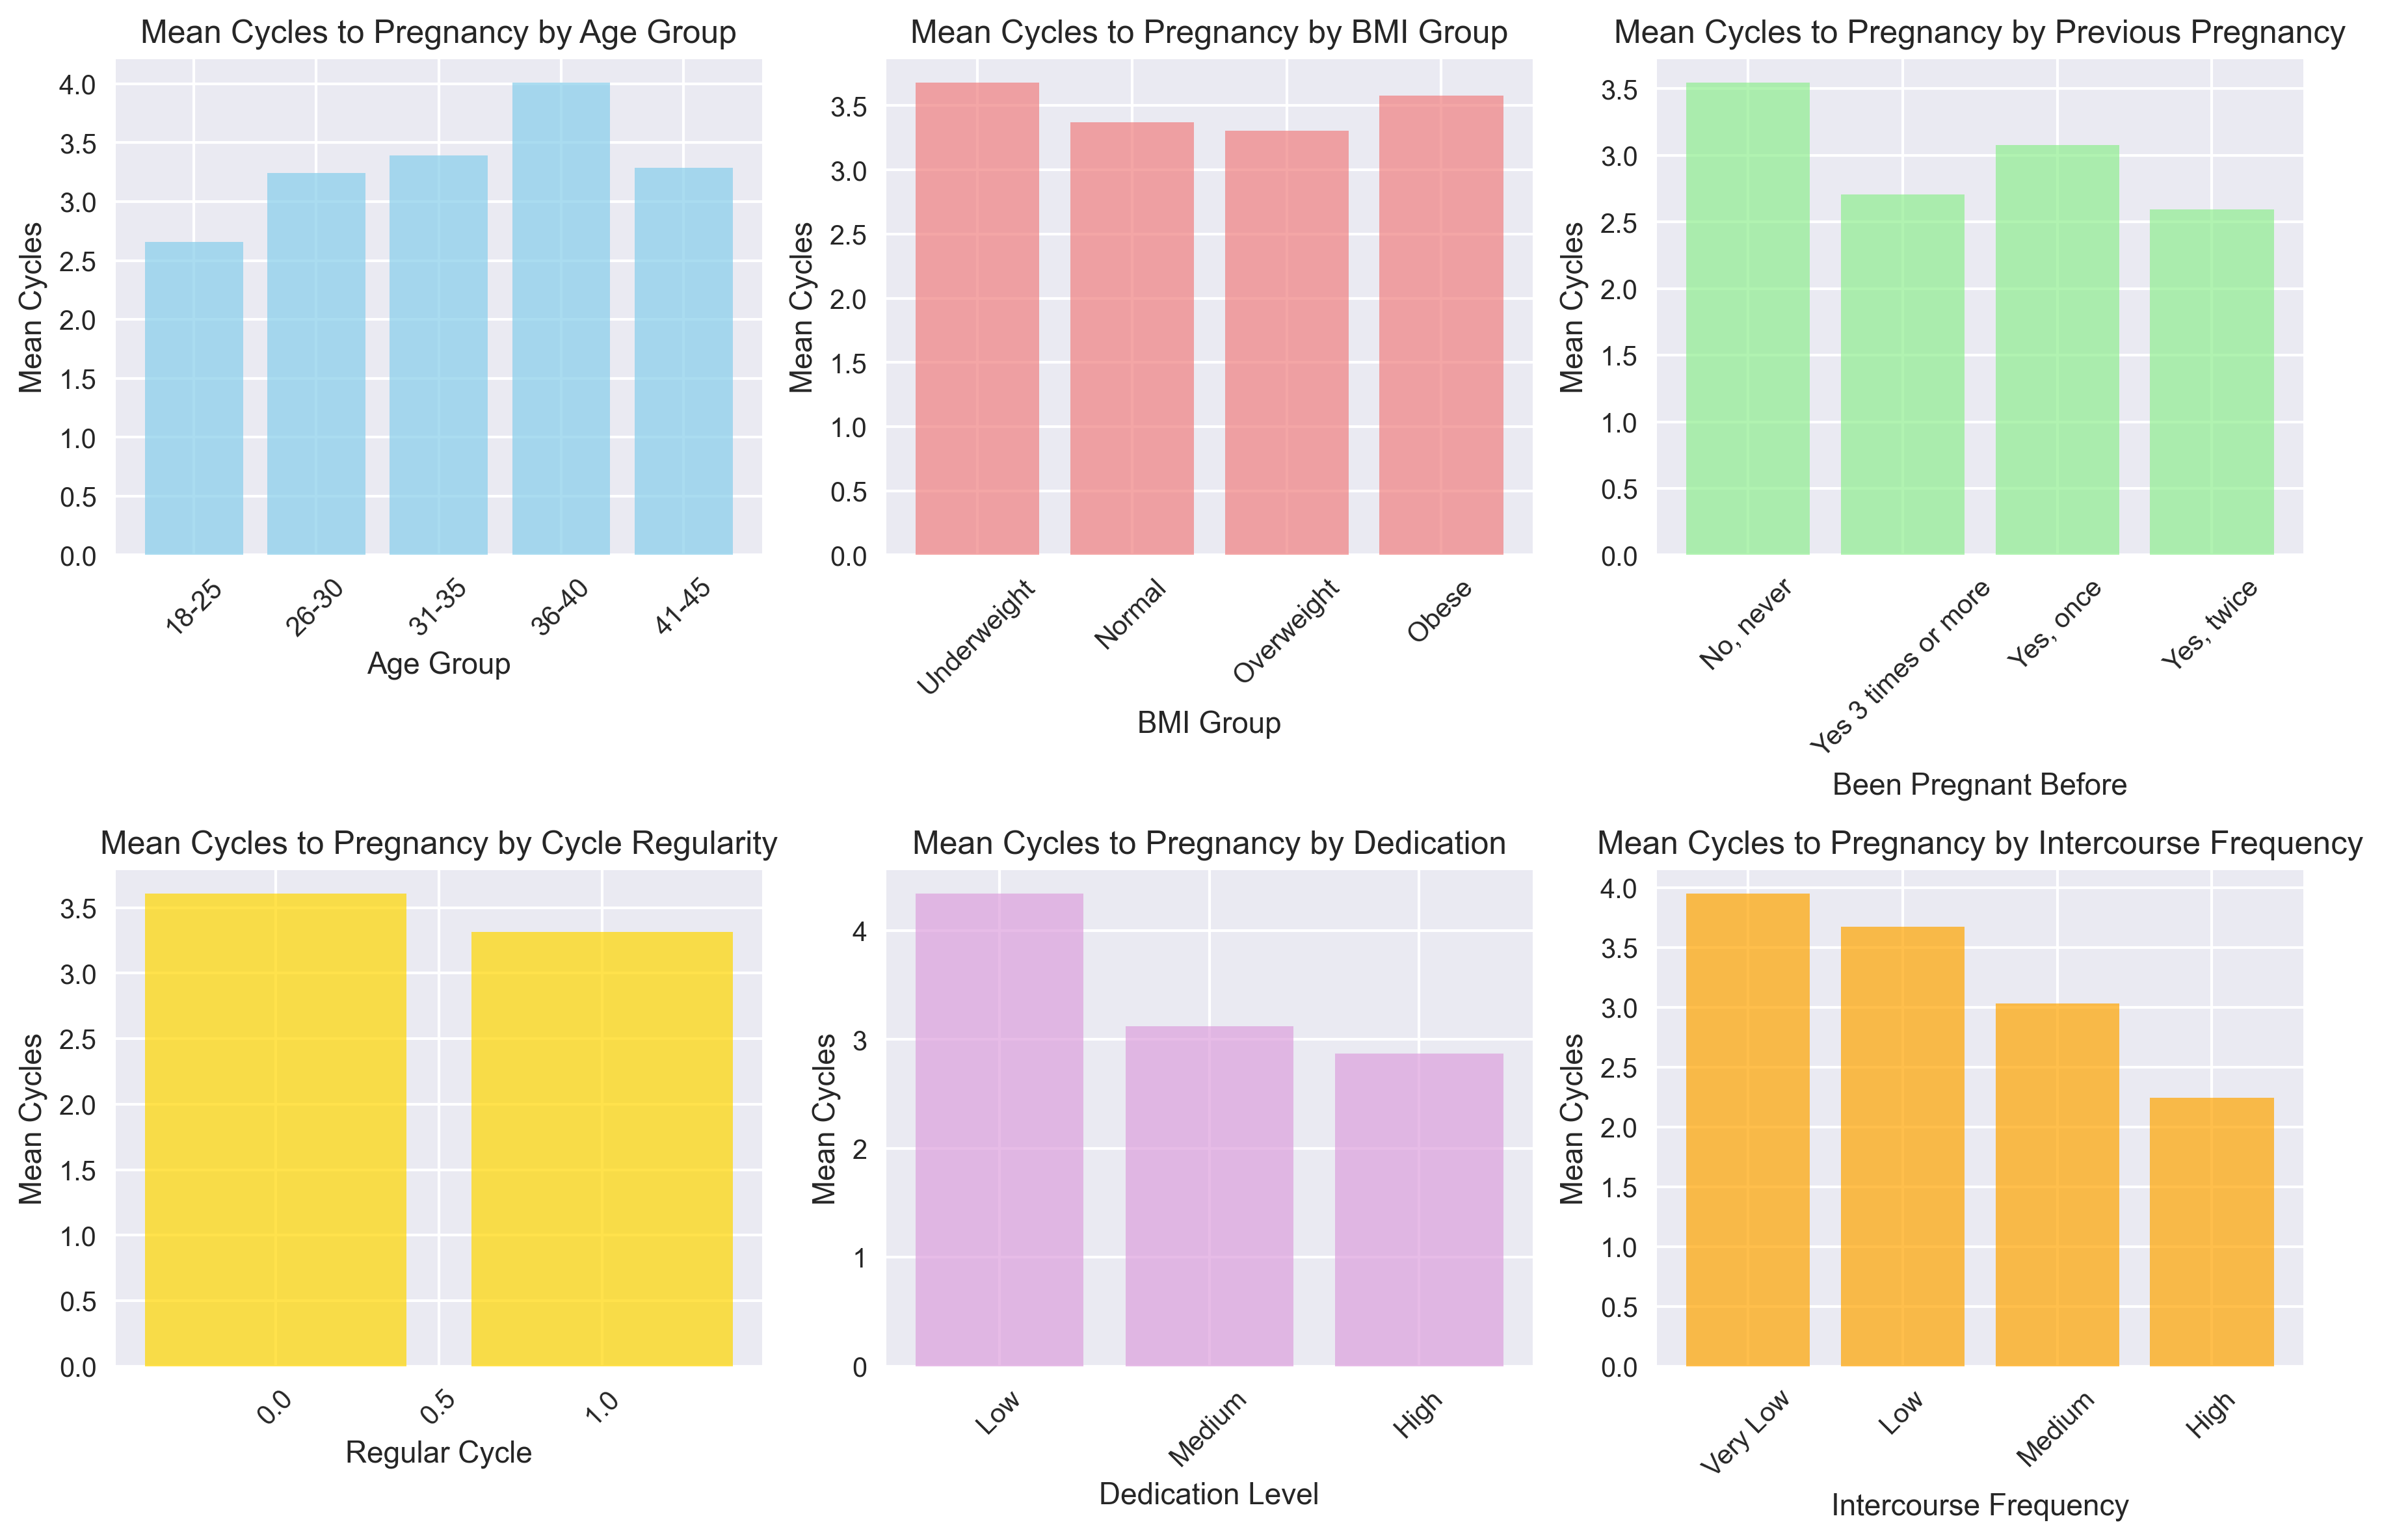 Mean Cycles to Pregnancy by Age Group
Mean Cycles
4.0
3.5
3.0
2.5
2.0
1.5
1.0
0.5
0.0
18-25
26-30
31-35
36-40
41-45
Age Group
Mean Cycles to Pregnancy by BMI Group
Mean Cycles
3.5
3.0
2.5
2.0
1.5
1.0
0.5
0.0
Underweight
Normal
Overweight
Obese
BMI Group
Mean Cycles to Pregnancy by Previous Pregnancy
Mean Cycles
3.5
3.0
2.5
2.0
1.5
1.0
0.5
0.0
No, never
Yes 3 times or more
Yes, once
Yes, twice
Been Pregnant Before
Mean Cycles to Pregnancy by Cycle Regularity
Mean Cycles
3.5
3.0
2.5
2.0
1.5
1.0
0.5
0.0
0.0
0.5
1.0
Regular Cycle
Mean Cycles to Pregnancy by Dedication
Mean Cycles
4
3
2
1
0
Low
Medium
High
Dedication Level
Mean Cycles to Pregnancy by Intercourse Frequency
Mean Cycles
4.0
3.5
3.0
2.5
2.0
1.5
1.0
0.5
0.0
Very Low
Low
Medium
High
Intercourse Frequency